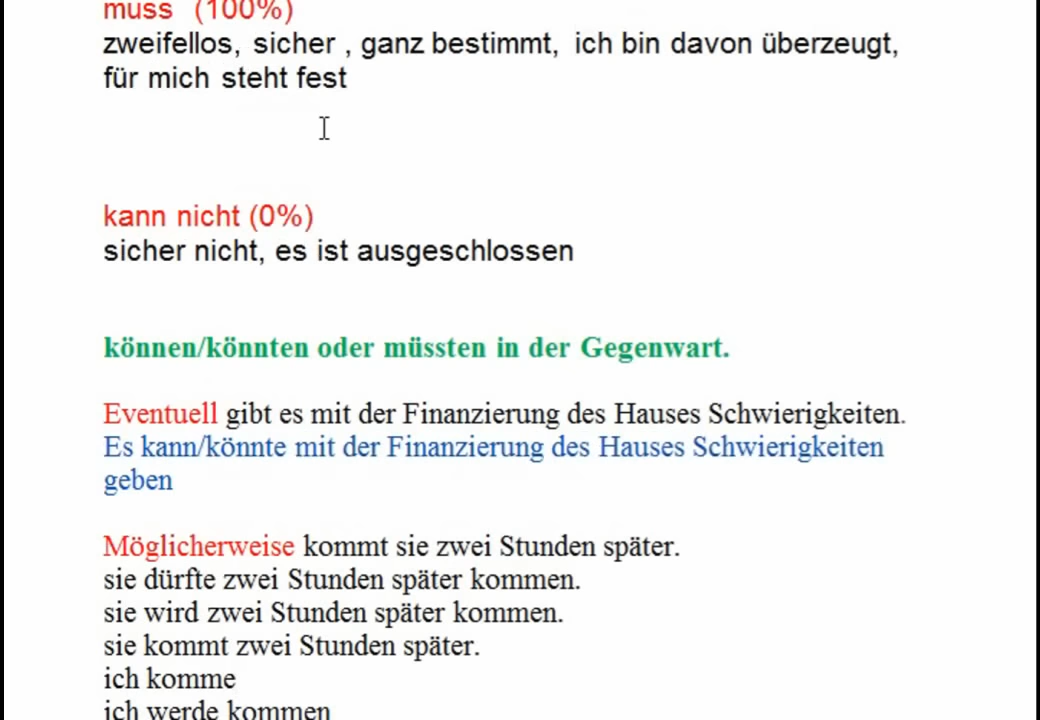 muss (100%)
zweifellos, sicher , ganz bestimmt, ich bin davon überzeugt,
für mich steht fest
kann nicht (0%)
sicher nicht, es ist ausgeschlossen
können/könnten oder müssten in der Gegenwart.
Eventuell gibt es mit der Finanzierung des Hauses Schwierigkeiten.
Es kann/könnte mit der Finanzierung des Hauses Schwierigkeiten
geben
Möglicherweise kommt sie zwei Stunden später.
sie dürfte zwei Stunden später kommen.
sie wird zwei Stunden später kommen.
sie kommt zwei Stunden später.
ich komme
ich werde kommen